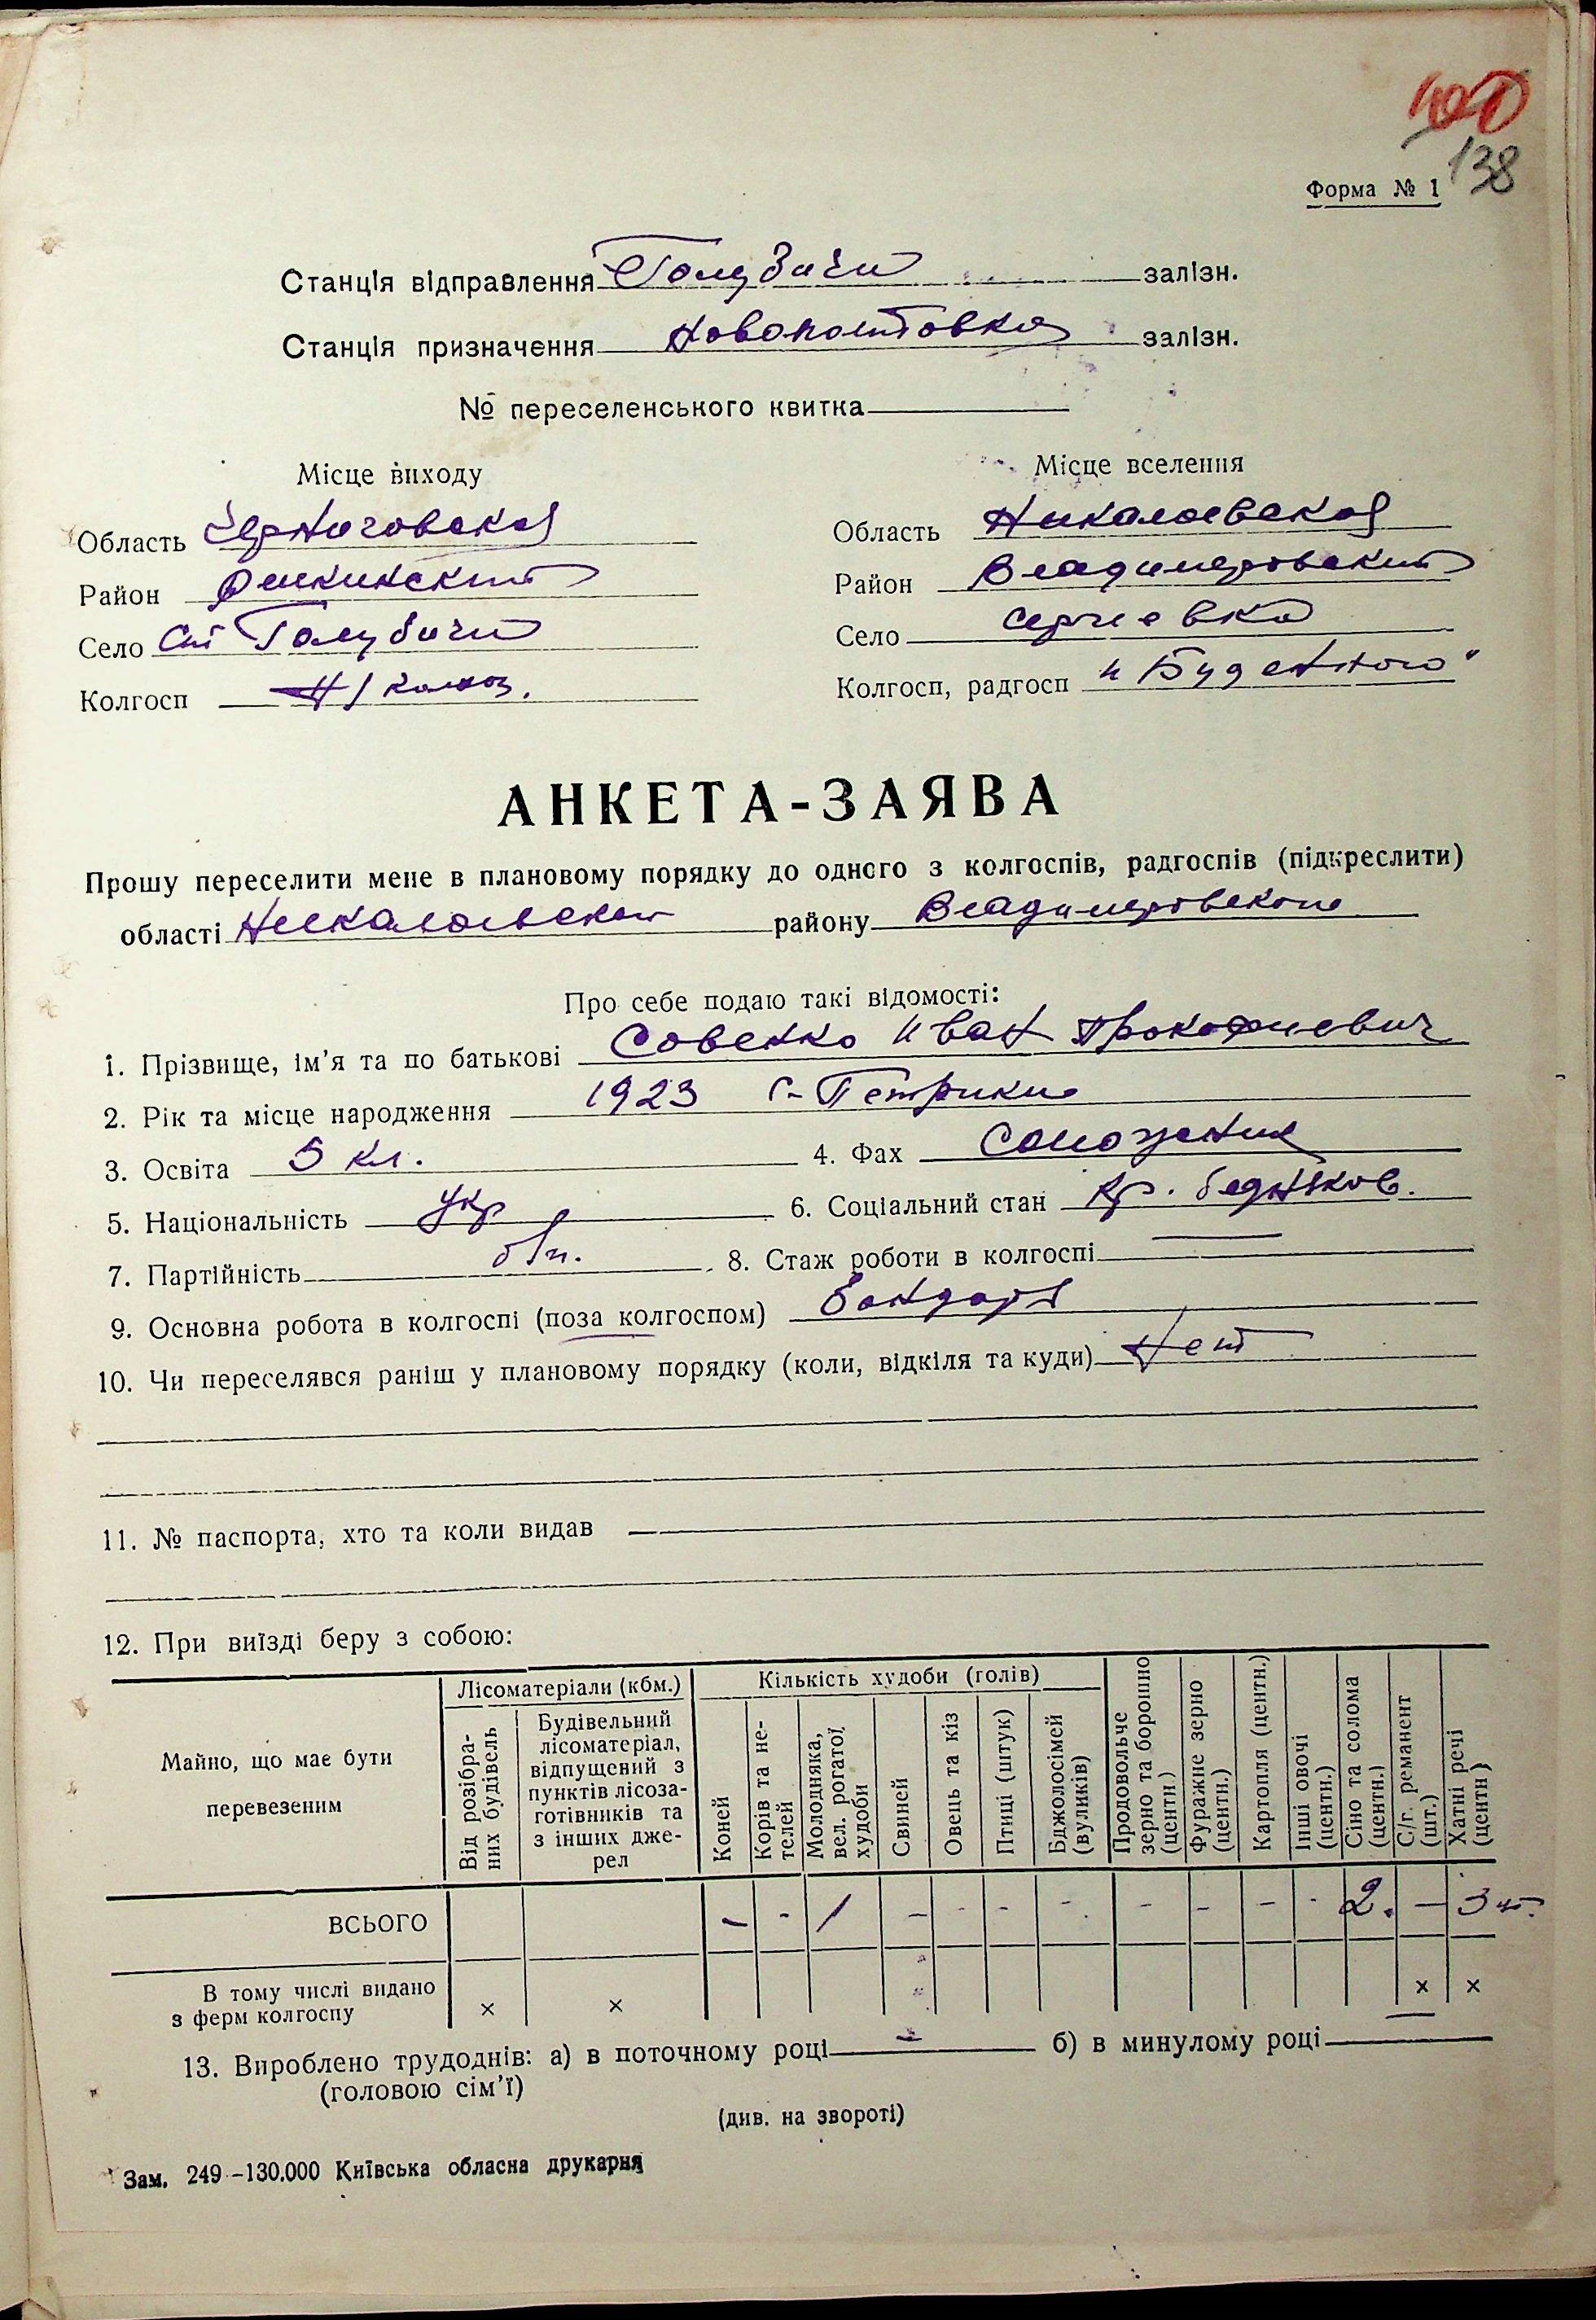 138
Форма № 1
Станція відправлення Голубичи залізн.
Станція призначення Новополтовка залізн.
№ переселенського квитка
Місце виходу Місце вселення
Область Черниговская Область Николаевская
Район Район Владимировский
Село Ст Голубичи Село Сергиевка
Колгосп Н/колхоз. Колгосп, радгосп "Буденного"
АНКЕТА-ЗАЯВА
Прошу переселити мене в плановому порядку до одного з колгоспів, радгоспів (підкреслити)
області Николаевской району Владимировского
Про себе подаю такі відомості:
1. Прізвище, ім’я та по батькові Совенко Иван Прокофиевич
2. Рік та місце народження 1923 С-Петрики
3. Освіта 5 кл. 4. Фах
5. Національність Укр 6. Соціальний стан Кр. бедняков.
7. Партійність б/п. 8. Стаж роботи в колгоспі —
9. Основна робота в колгоспі (поза колгоспом) Бондарь
10. Чи переселявся раніш у плановому порядку (коли, відкіля та куди) Нет
11. № паспорта, хто та коли видав
12. При виїзді беру з собою:
Майно, що має бути перевезеним
Лісоматеріали (кбм.)
Від розібраних будівель
Будівельний лісоматеріал, відпущений з пунктів лісозаготівників та з інших джерел
Кількість худоби (голів)
Коней
Корів та нетелей
Молодняка, вел. рогатої худоби
Свиней
Овець та кіз
Птиці (штук)
Бджолосімей (вуликів)
Продовольче зерно та борошно (центн.)
Фуражне зерно (центн.)
Картопля (центн.)
Інші овочі (центн.)
Сіно та солома (центн.)
С/г. реманент (шт.)
Хатні речі (центн)
ВСЬОГО – - 1 – - - - - – – - 2. — 3
В тому числі видано з ферм колгоспу × × × ×
13. Вироблено трудоднів: а) в поточному році – б) в минулому році —
(головою сім’ї)
(див. на звороті)
Зам. 249–130.000 Київська обласна друкарня